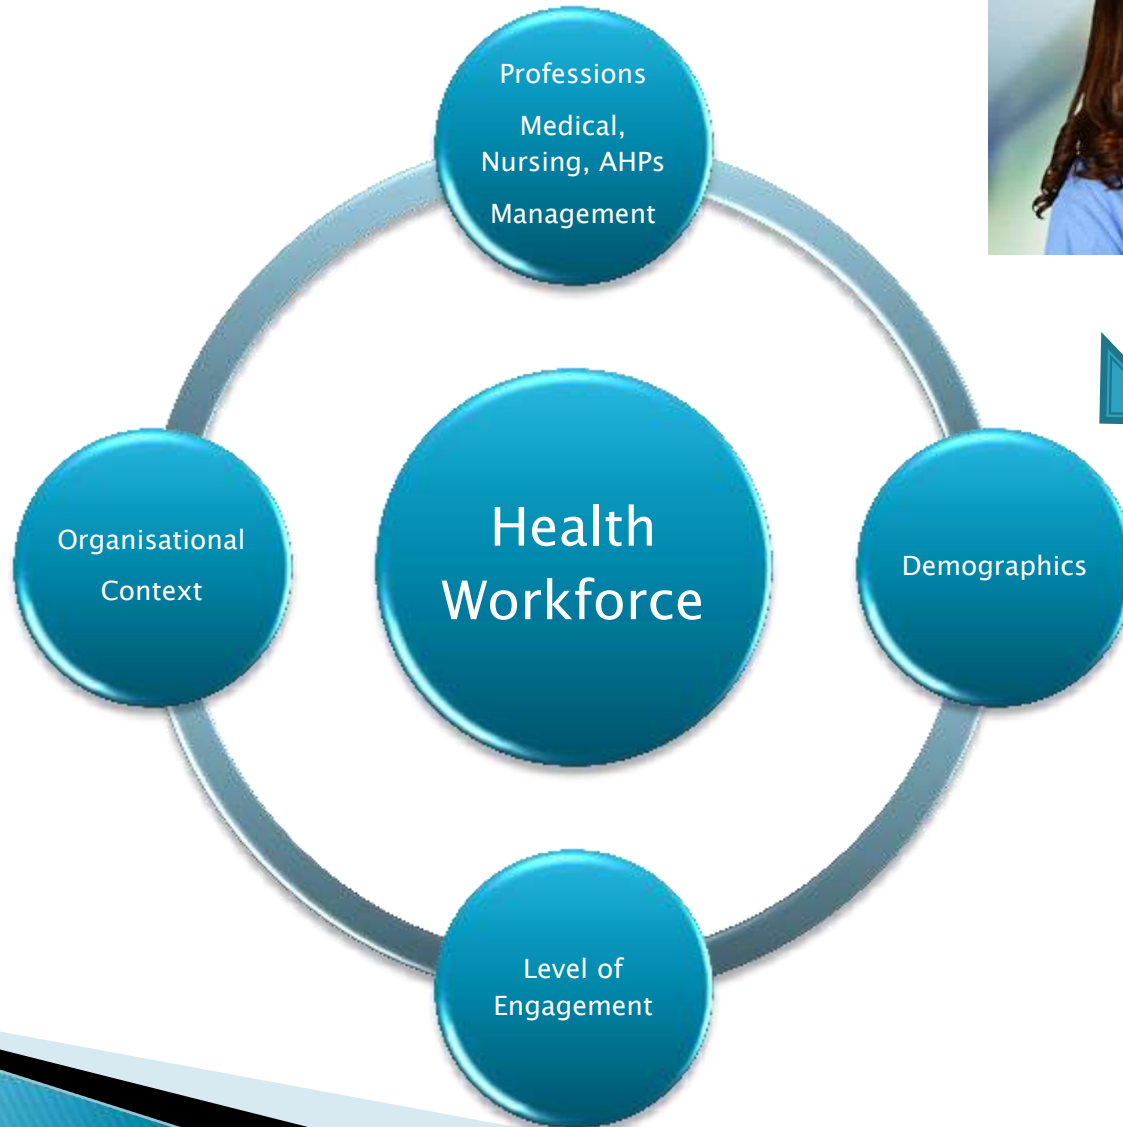 Professions
Medical,
Nursing, AHPs
Management
Organisational
Context
Health
Workforce
Demographics
Level of
Engagement